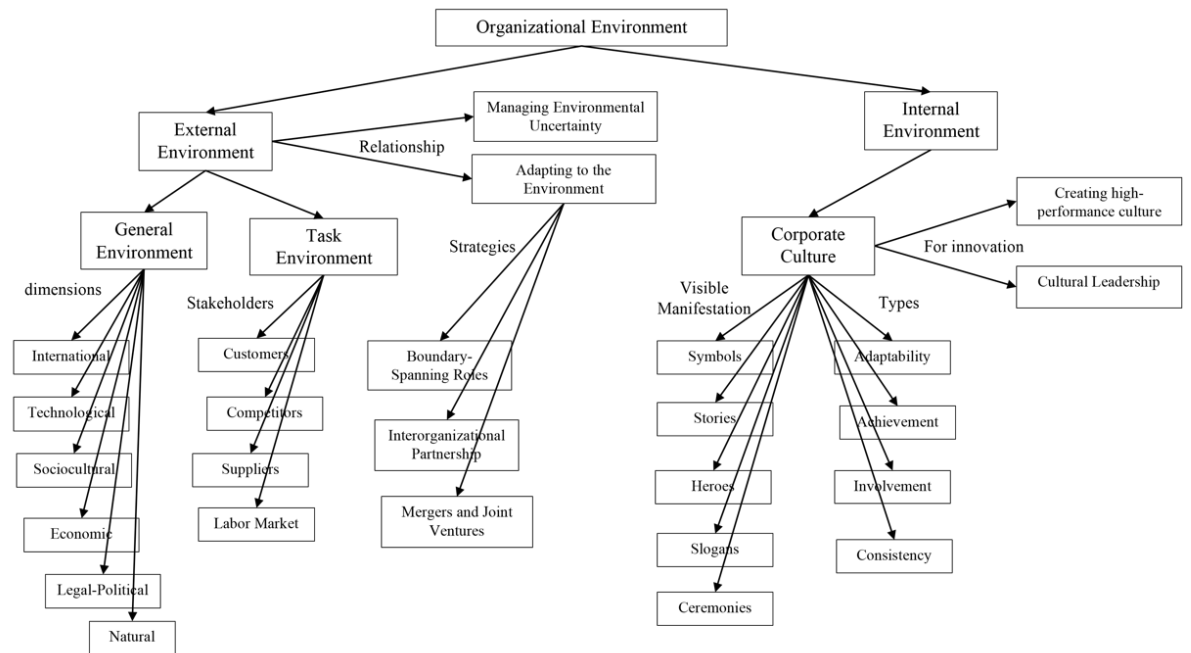 Organizational Environment
External
Environment
Managing Environmental
Uncertainty
Internal
Environment
Relationship
Adapting to the
Environment
Creating high-
performance culture
General
Environment
Task
Environment
Strategies
Corporate
Culture
For innovation
Cultural Leadership
dimensions
Stakeholders
Visible
Manifestation
Types
International
Technological
Sociocultural
Economic
Legal-Political
Natural
Customers
Competitors
Suppliers
Labor Market
Boundary-
Spanning Roles
Interorganizational
Partnership
Mergers and Joint
Ventures
Symbols
Stories
Heroes
Slogans
Ceremonies
Adaptability
Achievement
Involvement
Consistency